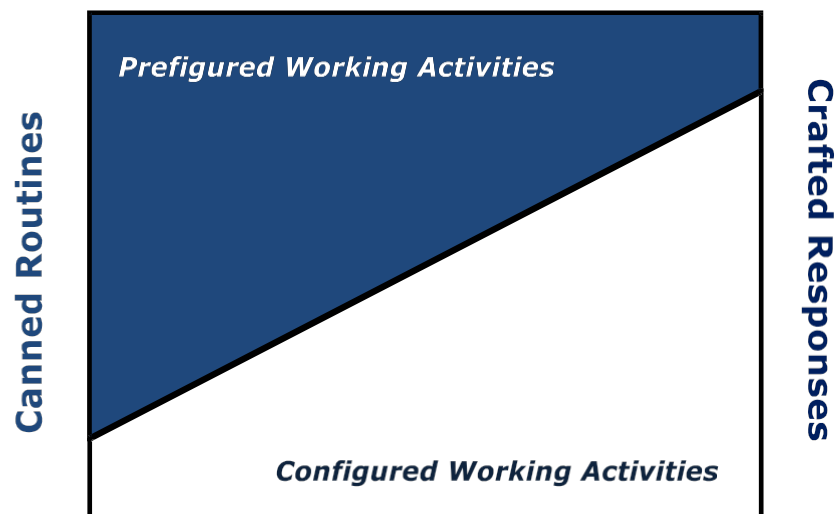 Prefigured Working Activities
Canned Routines
Crafted Responses
Configured Working Activities